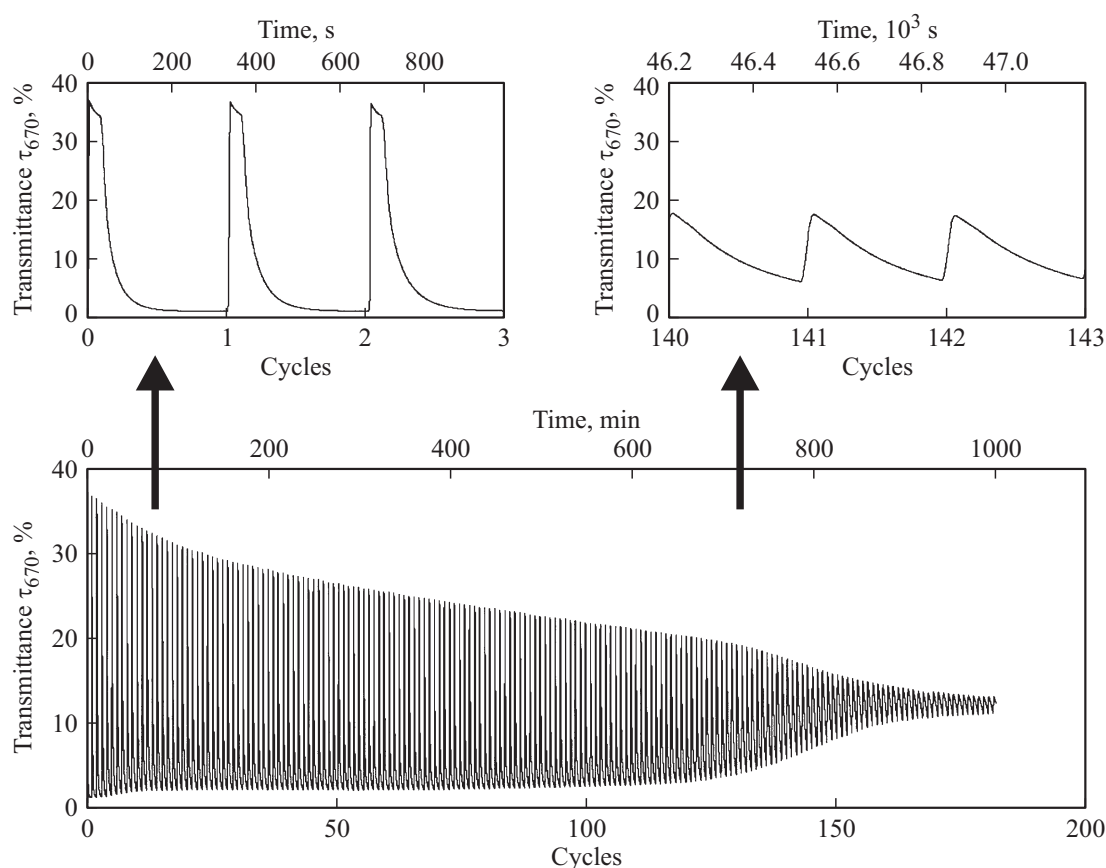 Time, s
0 200 400 600 800
Transmittance τ670, %
40
30
20
10
0
0 1 2 3
Cycles
Time, 10^3 s
46.2 46.4 46.6 46.8 47.0
Transmittance τ670, %
40
30
20
10
0
140 141 142 143
Cycles
Time, min
0 200 400 600 800 1000
Transmittance τ670, %
40
30
20
10
0
0 50 100 150 200
Cycles